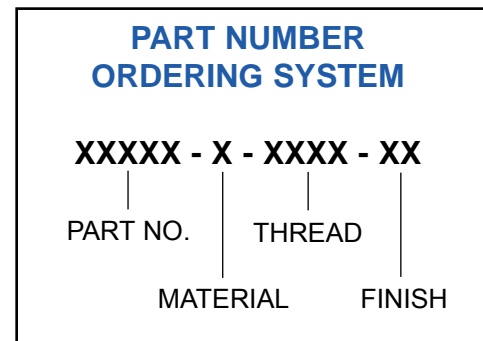 PART NUMBER
ORDERING SYSTEM
XXXXX - X - XXXX - XX
PART NO.
THREAD
MATERIAL
FINISH